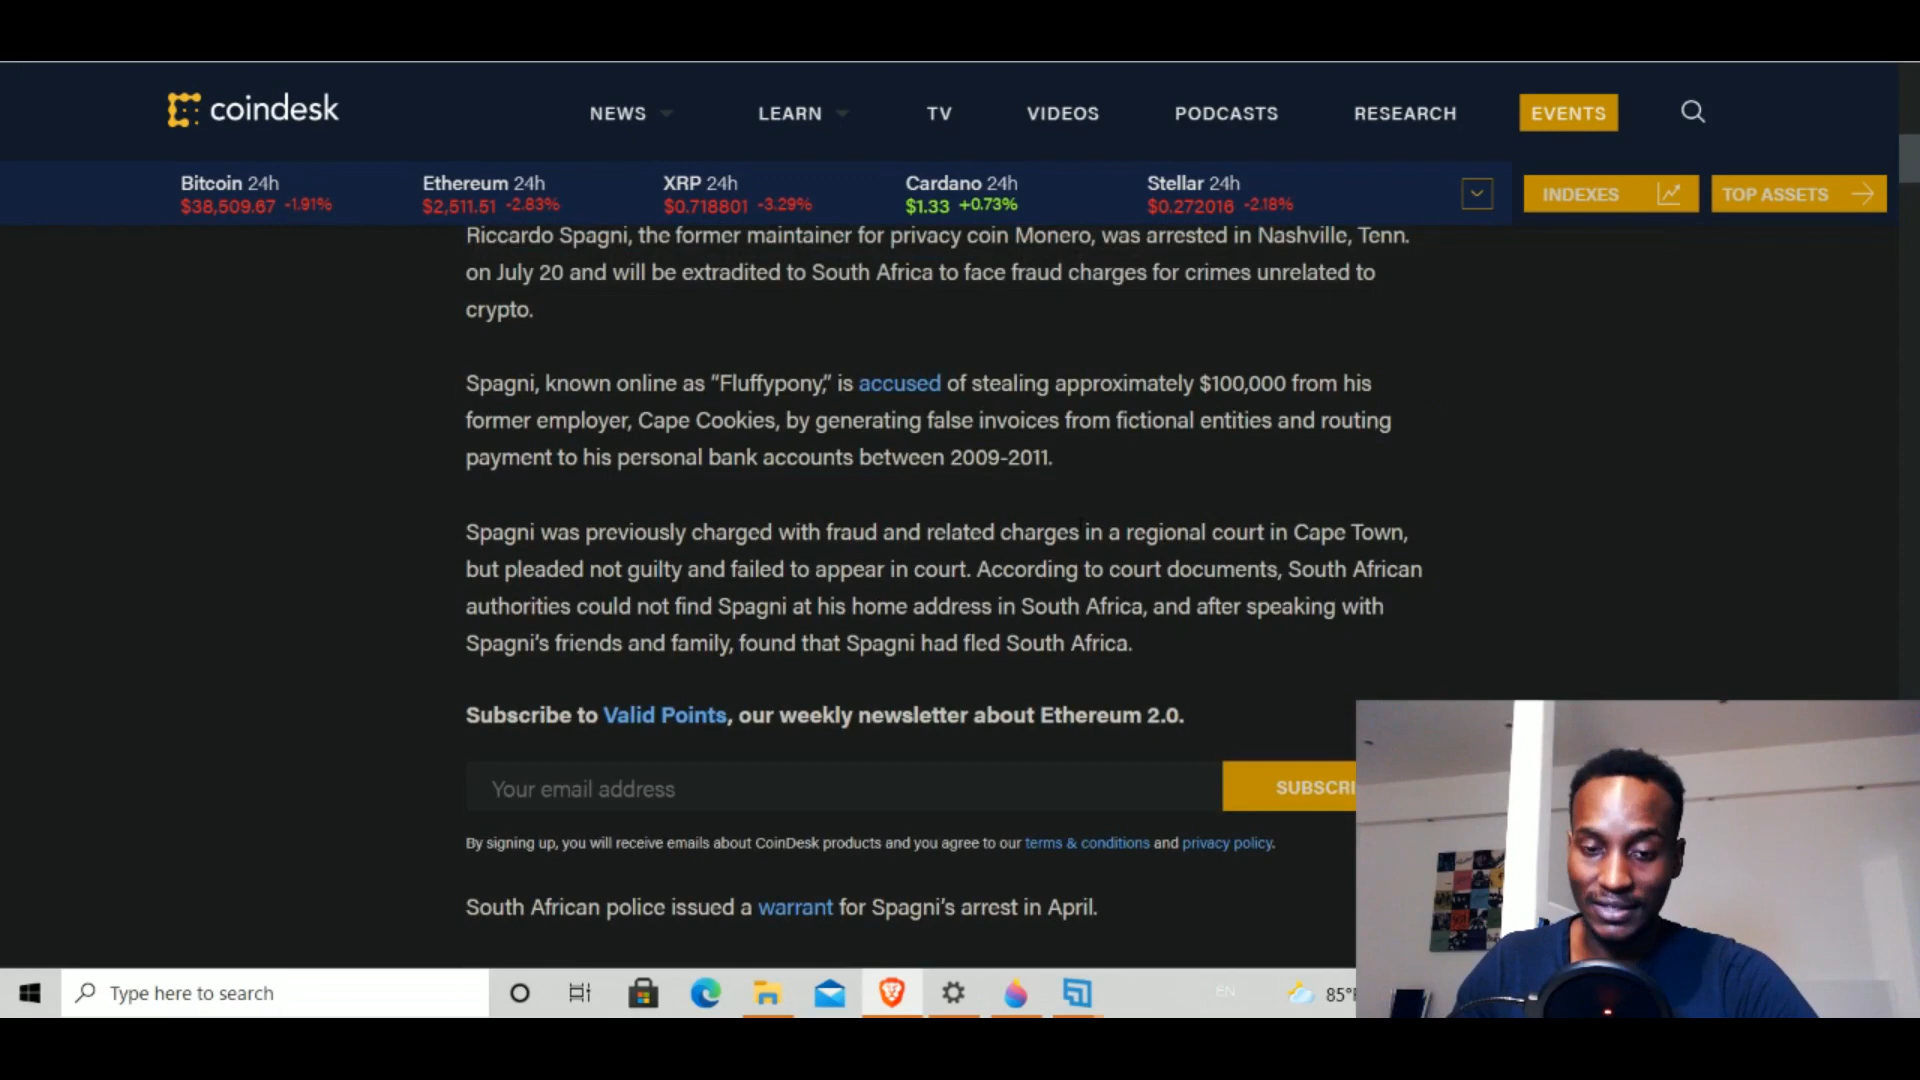 coindesk
NEWS LEARN TV VIDEOS PODCASTS RESEARCH EVENTS
Bitcoin 24h Ethereum 24h XRP 24h Cardano 24h Stellar 24h
$38,509.67 -1.91% $2,511.51 -2.83% $0.718801 -3.29% $1.33 +0.73% $0.272016 -2.18%
INDEXES TOP ASSETS
Riccardo Spagni, the former maintainer for privacy coin Monero, was arrested in Nashville, Tenn.
on July 20 and will be extradited to South Africa to face fraud charges for crimes unrelated to
crypto.
Spagni, known online as “Fluffypony,” is accused of stealing approximately $100,000 from his
former employer, Cape Cookies, by generating false invoices from fictional entities and routing
payment to his personal bank accounts between 2009-2011.
Spagni was previously charged with fraud and related charges in a regional court in Cape Town,
but pleaded not guilty and failed to appear in court. According to court documents, South African
authorities could not find Spagni at his home address in South Africa, and after speaking with
Spagni’s friends and family, found that Spagni had fled South Africa.
Subscribe to Valid Points, our weekly newsletter about Ethereum 2.0.
Your email address
SUBSCRI
By signing up, you will receive emails about CoinDesk products and you agree to our terms & conditions and privacy policy.
South African police issued a warrant for Spagni’s arrest in April.
Type here to search
EN
85°F